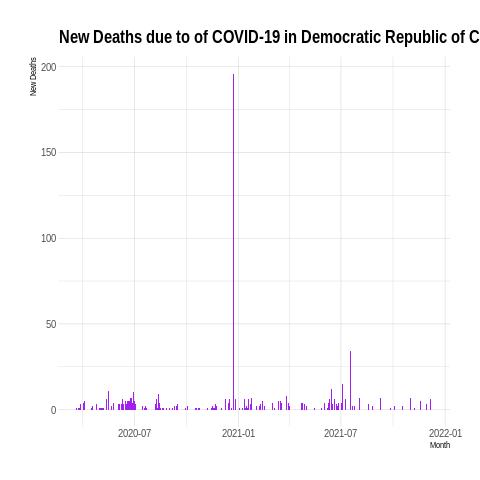 New Deaths due to of COVID-19 in Democratic Republic of C
New Deaths
200
150
100
50
0
2020-07 2021-01 2021-07 2022-01
Month